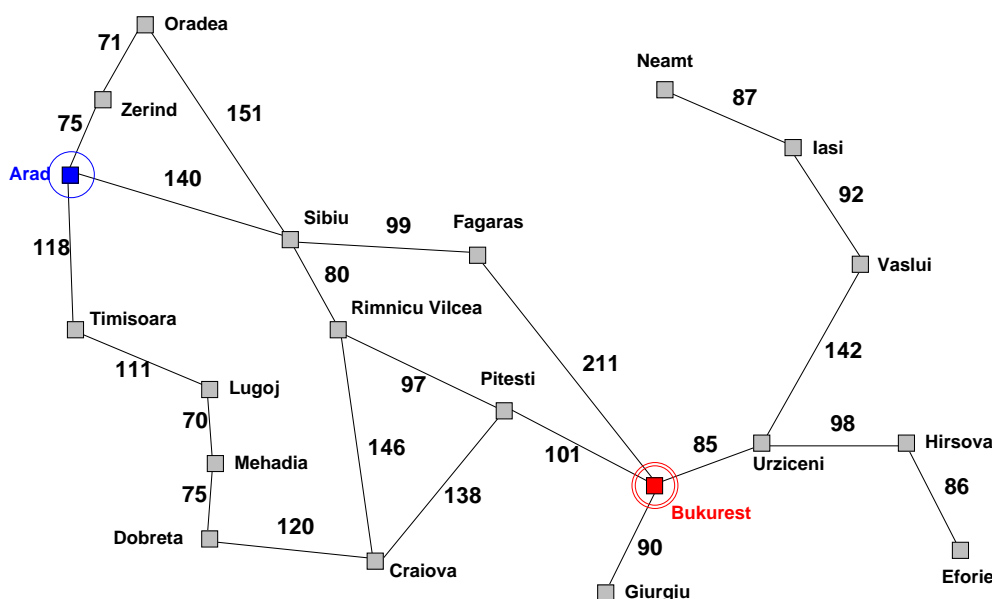 Oradea
71
Neamt
87
Zerind
151
75
Iasi
Arad
140
92
Sibiu
Fagaras
99
118
80
Vaslui
Timisoara
Rimnicu Vilcea
142
111
97
Pitesti
211
Lugoj
70
98
Hirsova
146
101
85
Urziceni
Mehadia
75
138
86
Bukurest
120
Dobreta
90
Craiova
Eforie
Giurgiu